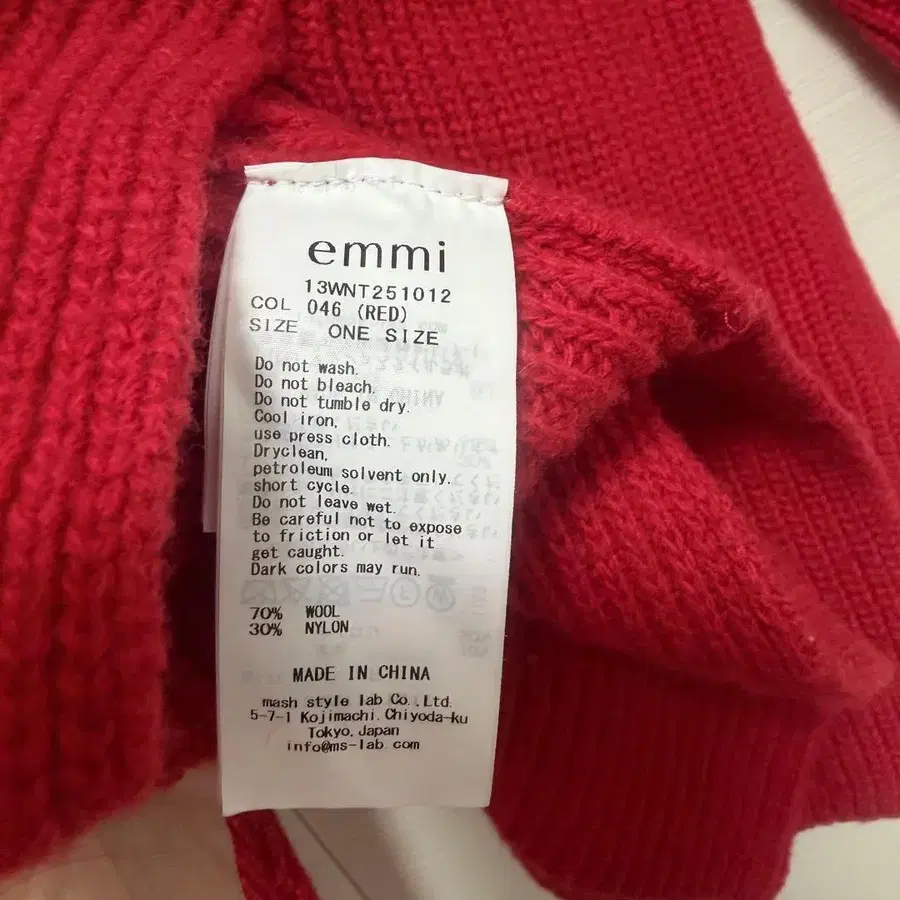 emmi
13WNT251012
COL 046 (RED)
SIZE ONE SIZE
Do not wash.
Do not bleach.
Do not tumble dry.
Cool iron,
use press cloth.
Dryclean,
petroleum solvent only.
short cycle.
Do not leave wet.
Be careful not to expose
to friction or let it
get caught.
Dark colors may run.
70% WOOL
30% NYLON
MADE IN CHINA
mash style lab Co.,Ltd.
5-7-1 Kojimachi.Chiyoda-ku
Tokyo,Japan
info@ms-lab.com